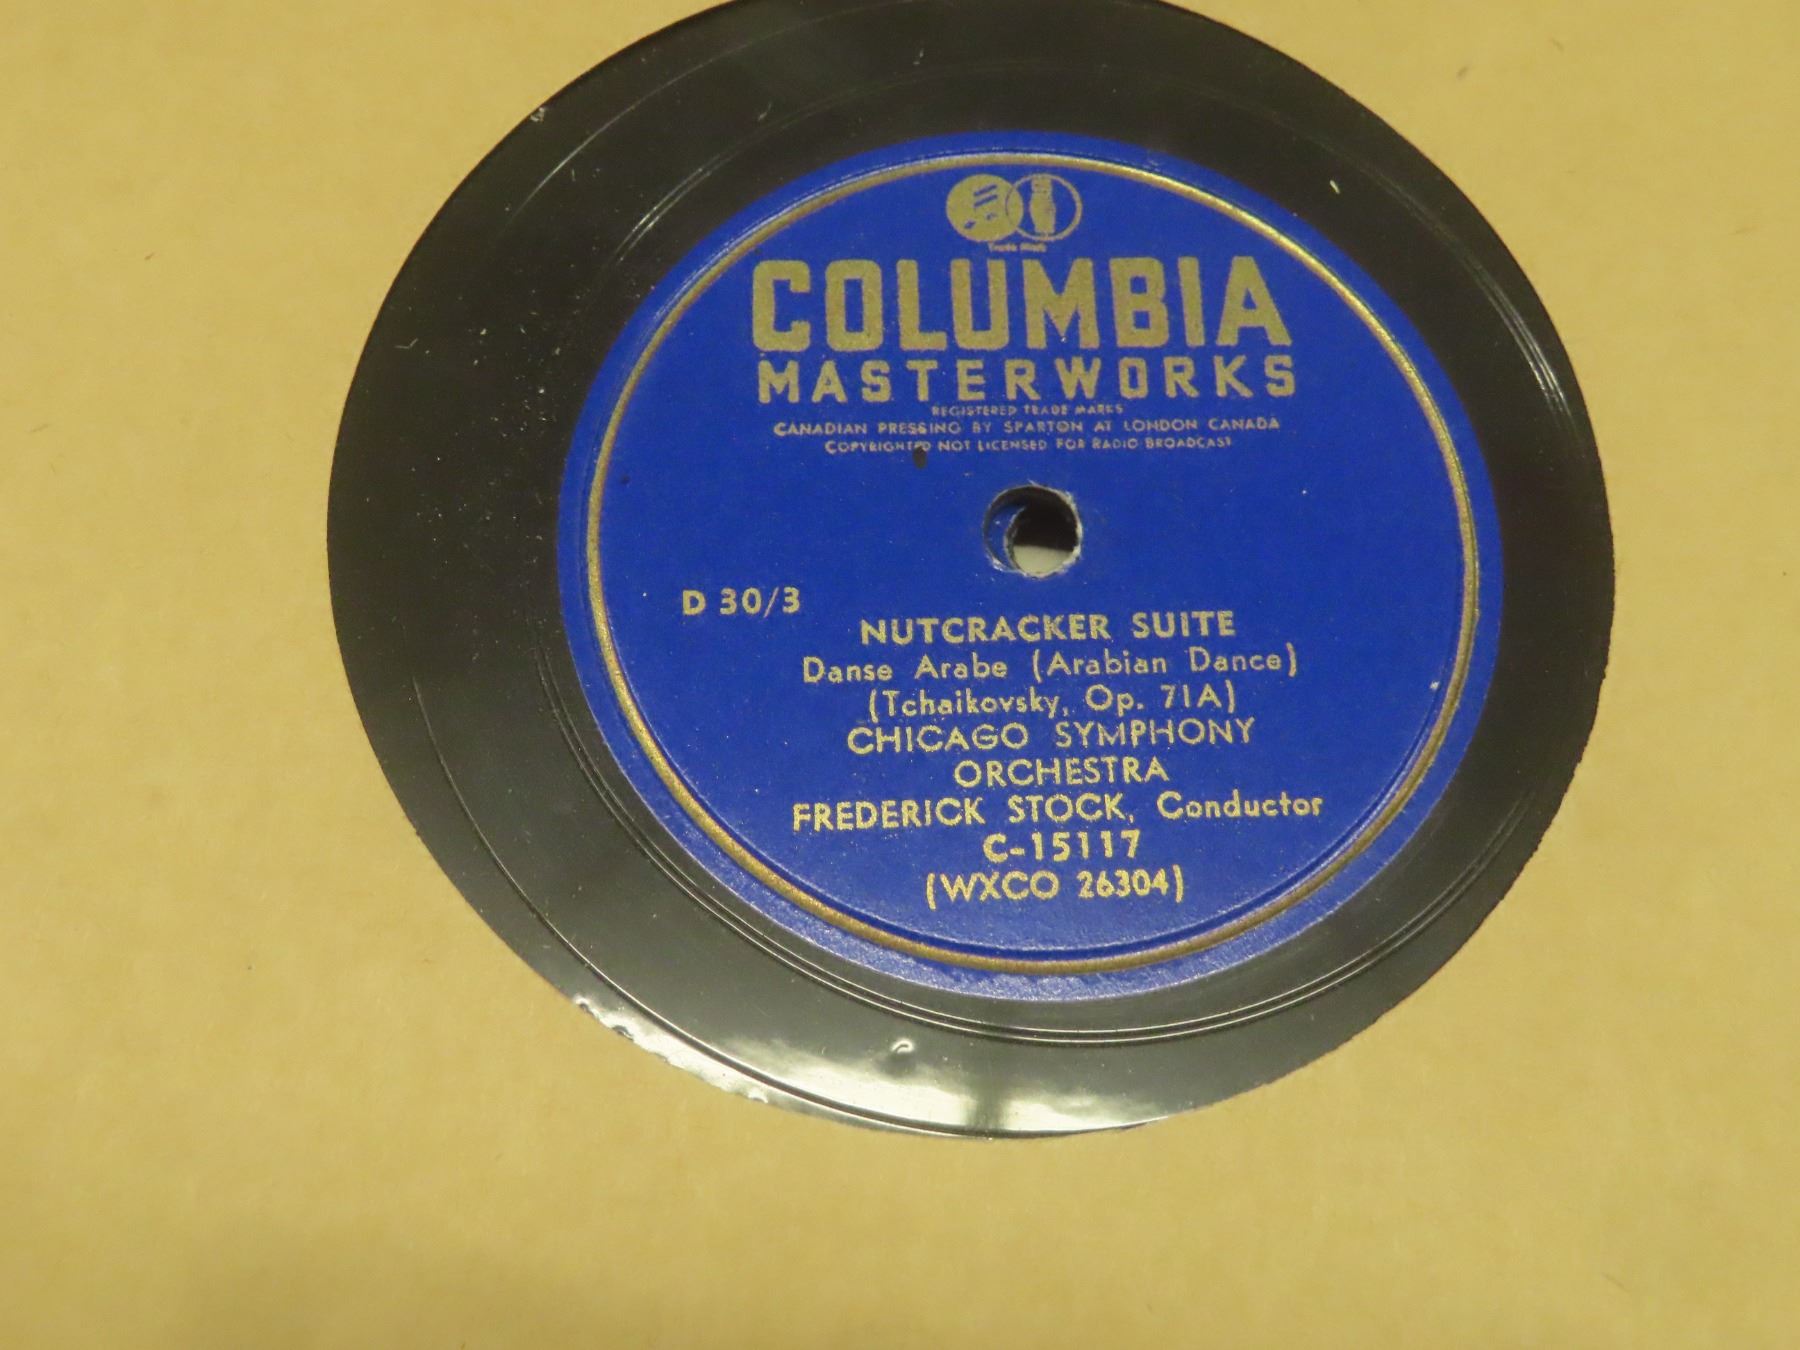 Trade Mark
COLUMBIA
MASTERWORKS
REGISTERED TRADE MARKS
CANADIAN PRESSING BY SPARTON AT LONDON CANADA
COPYRIGHTED NOT LICENSED FOR RADIO BROADCAST
D 30/3
NUTCRACKER SUITE
Danse Arabe (Arabian Dance)
(Tchaikovsky, Op. 71A)
CHICAGO SYMPHONY
ORCHESTRA
FREDERICK STOCK, Conductor
C-15117
(WXCO 26304)